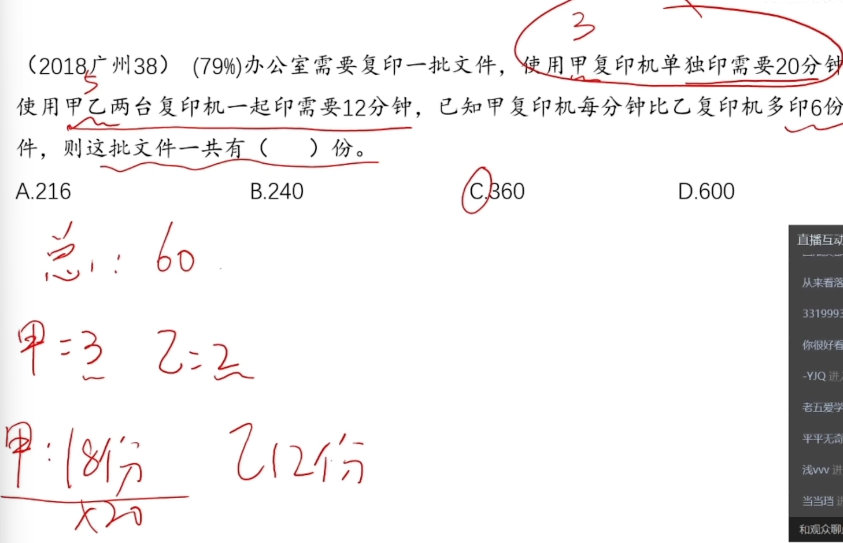 3
（2018广州38） (79%)办公室需要复印一批文件，使用甲复印机单独印需要20分钟
5
使用甲乙两台复印机一起印需要12分钟，已知甲复印机每分钟比乙复印机多印6份
件，则这批文件一共有（ ）份。
A.216 B.240 C.360 D.600
总: 60
甲=3 乙=2
甲:18份 乙12份
×20
直播互动
从来看落
3319993
你很好看
-YJQ 进
老五爱学
平平无奇
浅vvv 进
当当珰
和观众聊